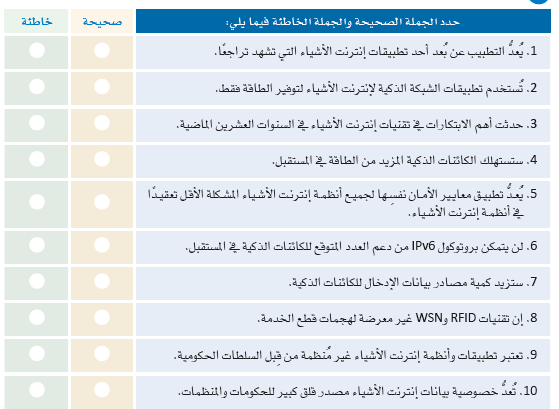 حدد الجملة الصحيحة والجملة الخاطئة فيما يلي: صحيحة خاطئة
1. يُعدُّ التطبيب عن بُعد أحد تطبيقات إنترنت الأشياء التي تشهد تراجعًا.
2. تُستخدم تطبيقات الشبكة الذكية لإنترنت الأشياء لتوفير الطاقة فقط.
3. حدثت أهم الابتكارات في تقنيات إنترنت الأشياء في السنوات العشرين الماضية.
4. ستستهلك الكائنات الذكية المزيد من الطاقة في المستقبل.
5. يُعدُّ تطبيق معايير الأمان نفسِها لجميع أنظمة إنترنت الأشياء المشكلة الأقل تعقيدًا
في أنظمة إنترنت الأشياء.
6. لن يتمكن بروتوكول IPv6 من دعم العدد المتوقع للكائنات الذكية في المستقبل.
7. ستزيد كمية مصادر بيانات الإدخال للكائنات الذكية.
8. إن تقنيات RFID وWSN غير معرضة لهجمات قطع الخدمة.
9. تعتبر تطبيقات وأنظمة إنترنت الأشياء غير مُنظمة من قِبل السلطات الحكومية.
10. تُعدُّ خصوصية بيانات إنترنت الأشياء مصدر قلق كبير للحكومات والمنظمات.